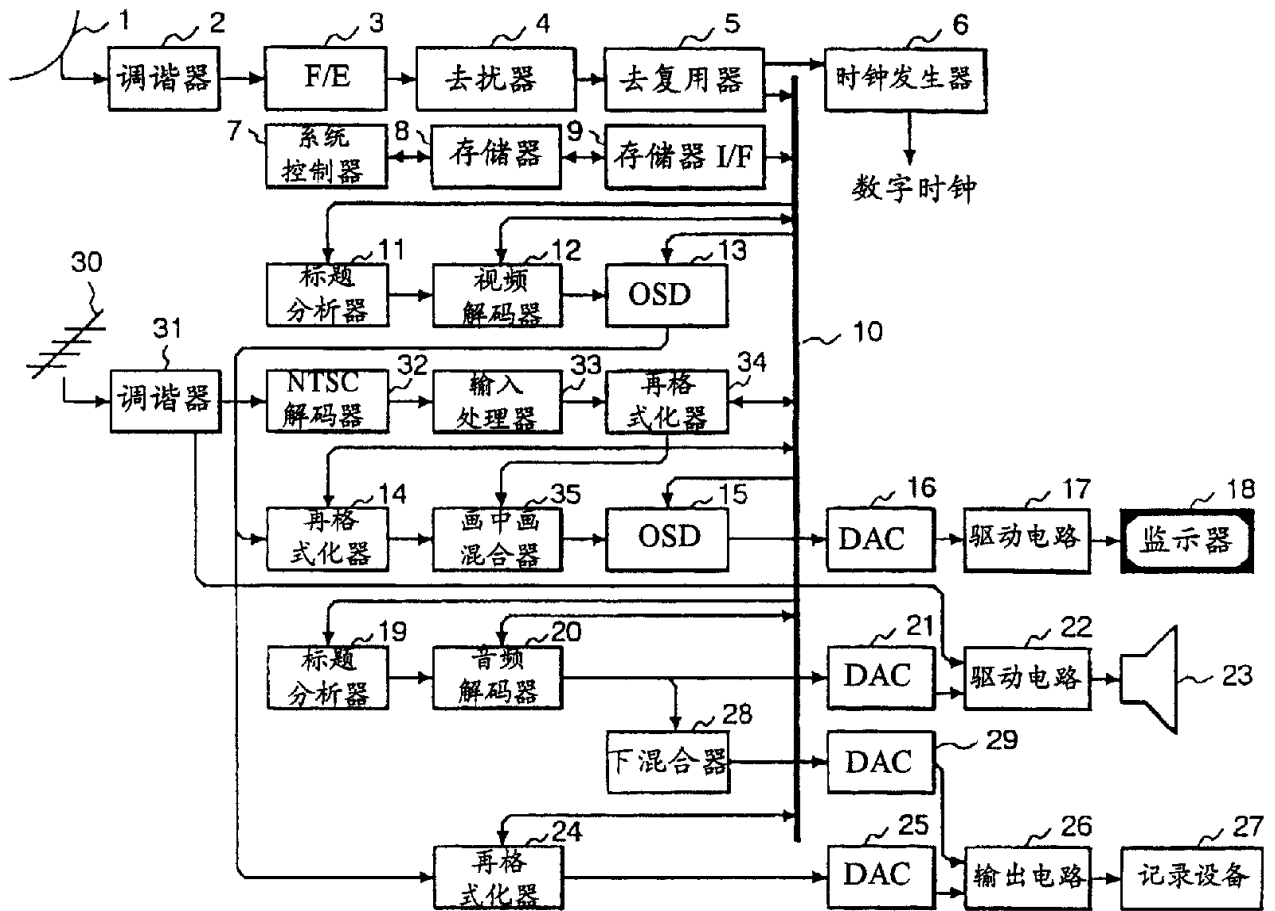 1
2
3
4
5
6
调谐器
F/E
去扰器
去复用器
时钟发生器
7
8
9
系统
控制器
存储器
存储器 I/F
数字时钟
11
12
13
标题
分析器
视频
解码器
OSD
10
30
31
32
33
34
调谐器
NTSC
解码器
输入
处理器
再格
式化器
14
35
15
16
17
18
再格
式化器
画中画
混合器
OSD
DAC
驱动电路
监示器
19
20
21
22
23
标题
分析器
音频
解码器
DAC
驱动电路
28
29
下混合器
DAC
24
25
26
27
再格
式化器
DAC
输出电路
记录设备